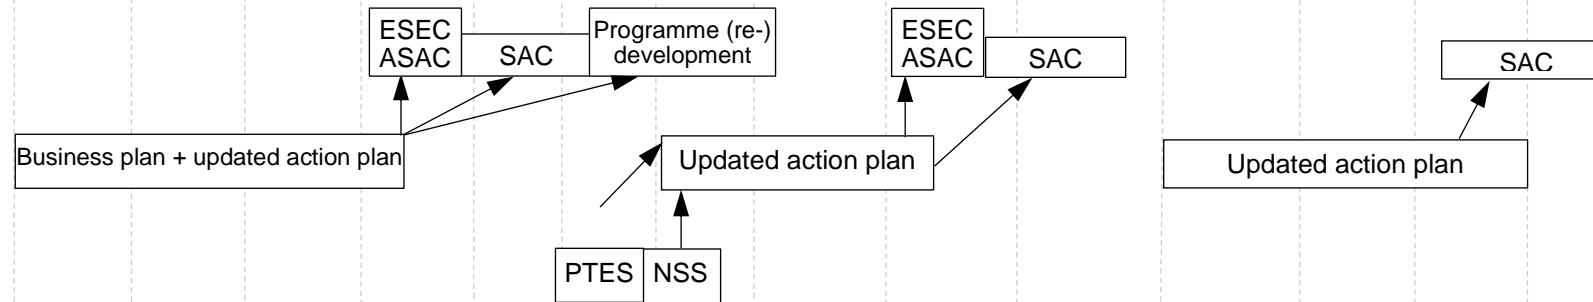 ESEC
ASAC
SAC
Programme (re-)
development
ESEC
ASAC
SAC
SAC
Business plan + updated action plan
Updated action plan
Updated action plan
PTES
NSS